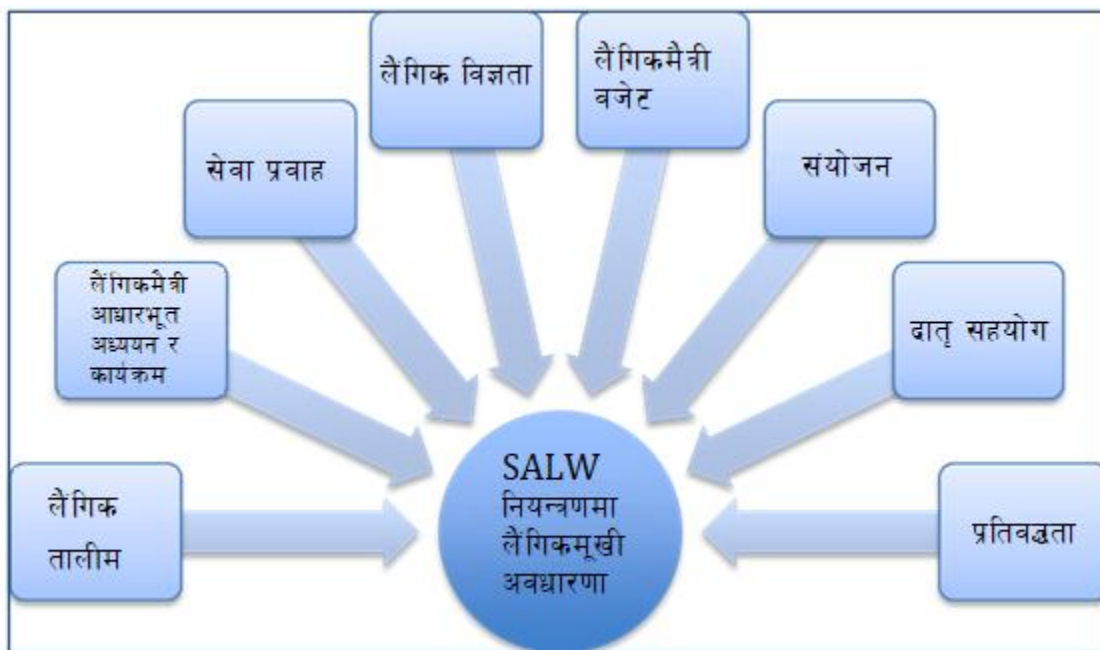 लैंगिक विज्ञता
लैंगिकमैत्री
वजेट
सेवा प्रवाह
संयोजन
लैंगिकमैत्री
आधारभूत
अध्ययन र
कार्यक्रम
दातृ सहयोग
लैंगिक
तालीम
SALW
नियन्त्रणमा
लैंगिकमूखी
अवधारणा
प्रतिवद्धता